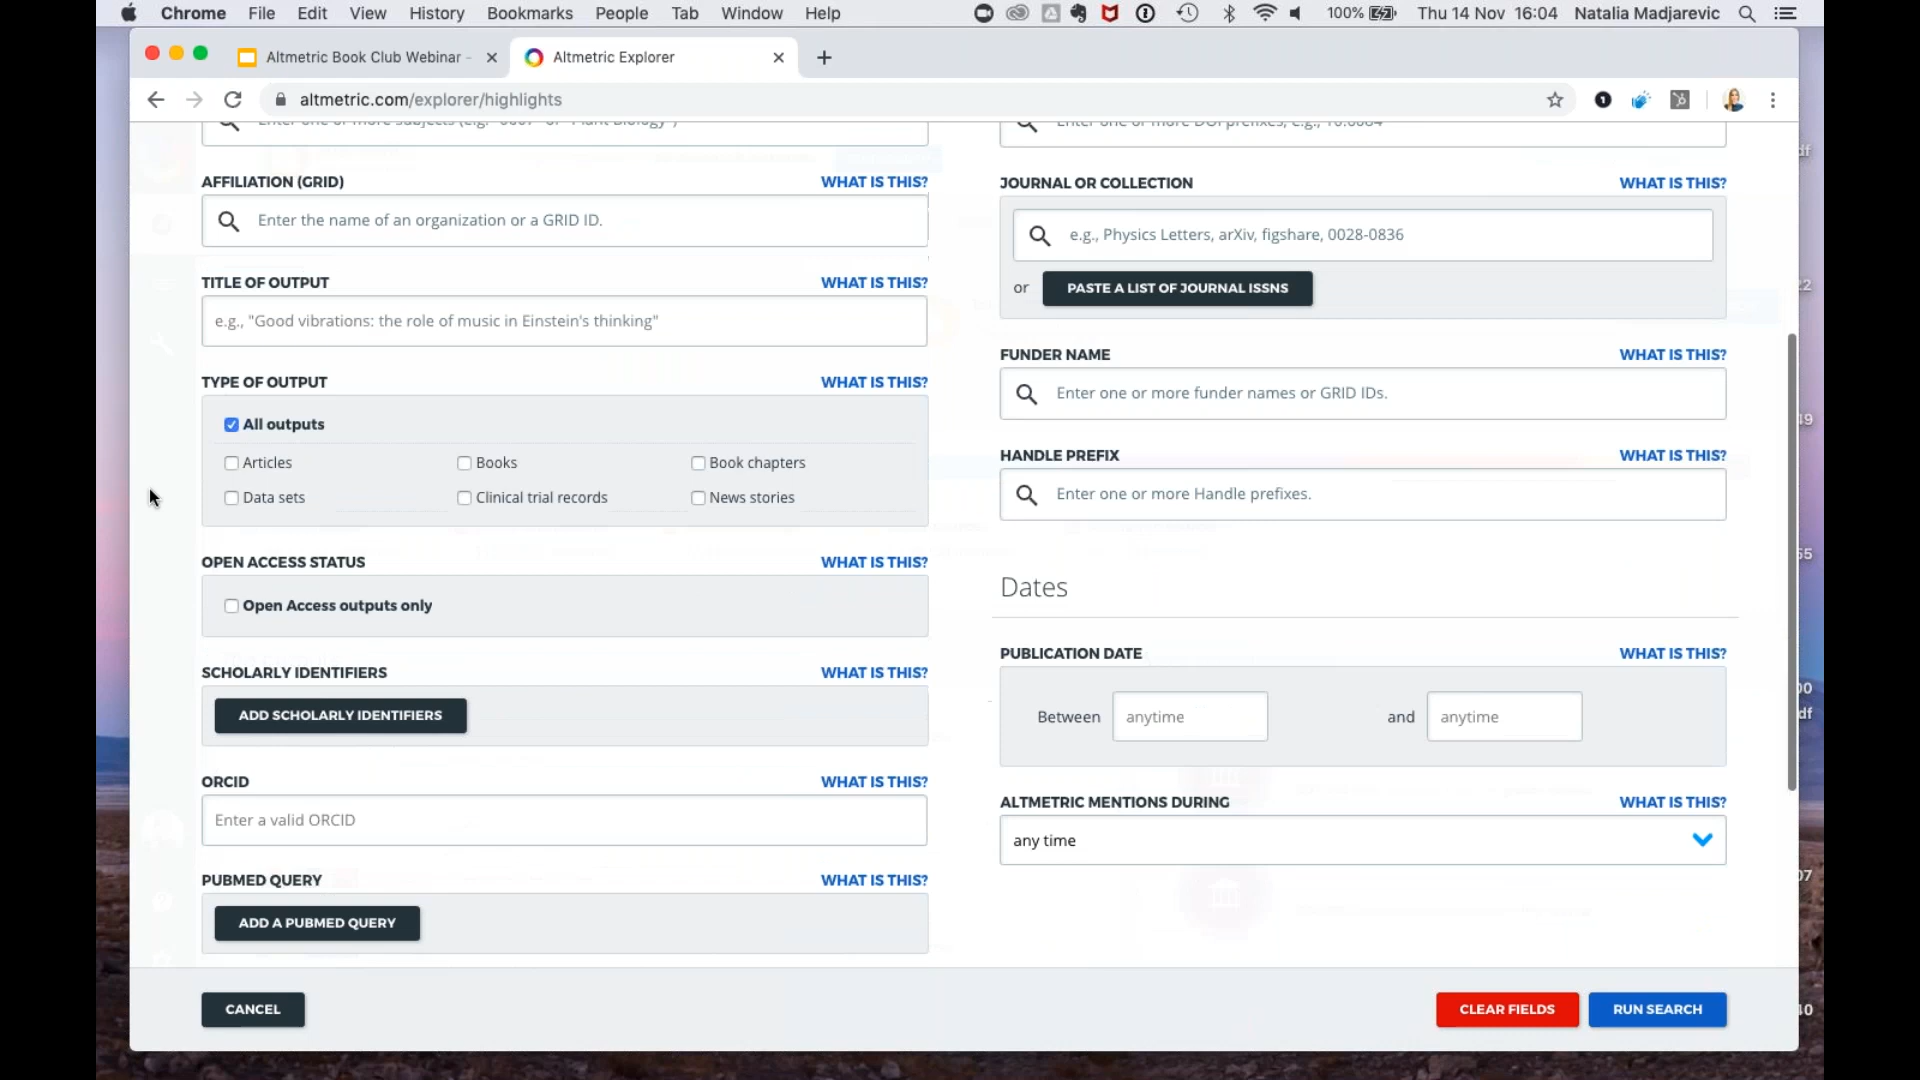 Chrome File Edit View History Bookmarks People Tab Window Help 100% Thu 14 Nov 16:04 Natalia Madjarevic
Altmetric Book Club Webinar - Altmetric Explorer
altmetric.com/explorer/highlights
AFFILIATION (GRID) WHAT IS THIS?
Enter the name of an organization or a GRID ID.
TITLE OF OUTPUT WHAT IS THIS?
e.g., "Good vibrations: the role of music in Einstein's thinking"
TYPE OF OUTPUT WHAT IS THIS?
All outputs
Articles Books Book chapters
Data sets Clinical trial records News stories
OPEN ACCESS STATUS WHAT IS THIS?
Open Access outputs only
SCHOLARLY IDENTIFIERS WHAT IS THIS?
ADD SCHOLARLY IDENTIFIERS
ORCID WHAT IS THIS?
Enter a valid ORCID
PUBMED QUERY WHAT IS THIS?
ADD A PUBMED QUERY
JOURNAL OR COLLECTION WHAT IS THIS?
e.g., Physics Letters, arXiv, figshare, 0028-0836
or PASTE A LIST OF JOURNAL ISSNS
FUNDER NAME WHAT IS THIS?
Enter one or more funder names or GRID IDs.
HANDLE PREFIX WHAT IS THIS?
Enter one or more Handle prefixes.
Dates
PUBLICATION DATE WHAT IS THIS?
Between anytime and anytime
ALTMETRIC MENTIONS DURING WHAT IS THIS?
any time
CANCEL CLEAR FIELDS RUN SEARCH